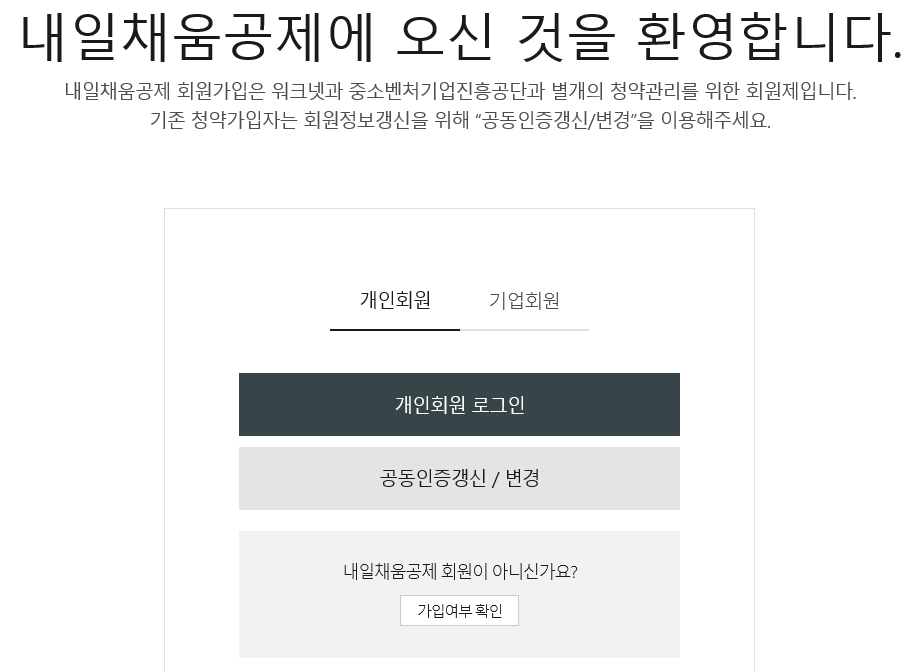 내일채움공제에 오신 것을 환영합니다.
내일채움공제 회원가입은 워크넷과 중소벤처기업진흥공단과 별개의 청약관리를 위한 회원제입니다.
기존 청약가입자는 회원정보갱신을 위해 “공동인증갱신/변경”을 이용해주세요.
개인회원 기업회원
개인회원 로그인
공동인증갱신 / 변경
내일채움공제 회원이 아니신가요?
가입여부 확인